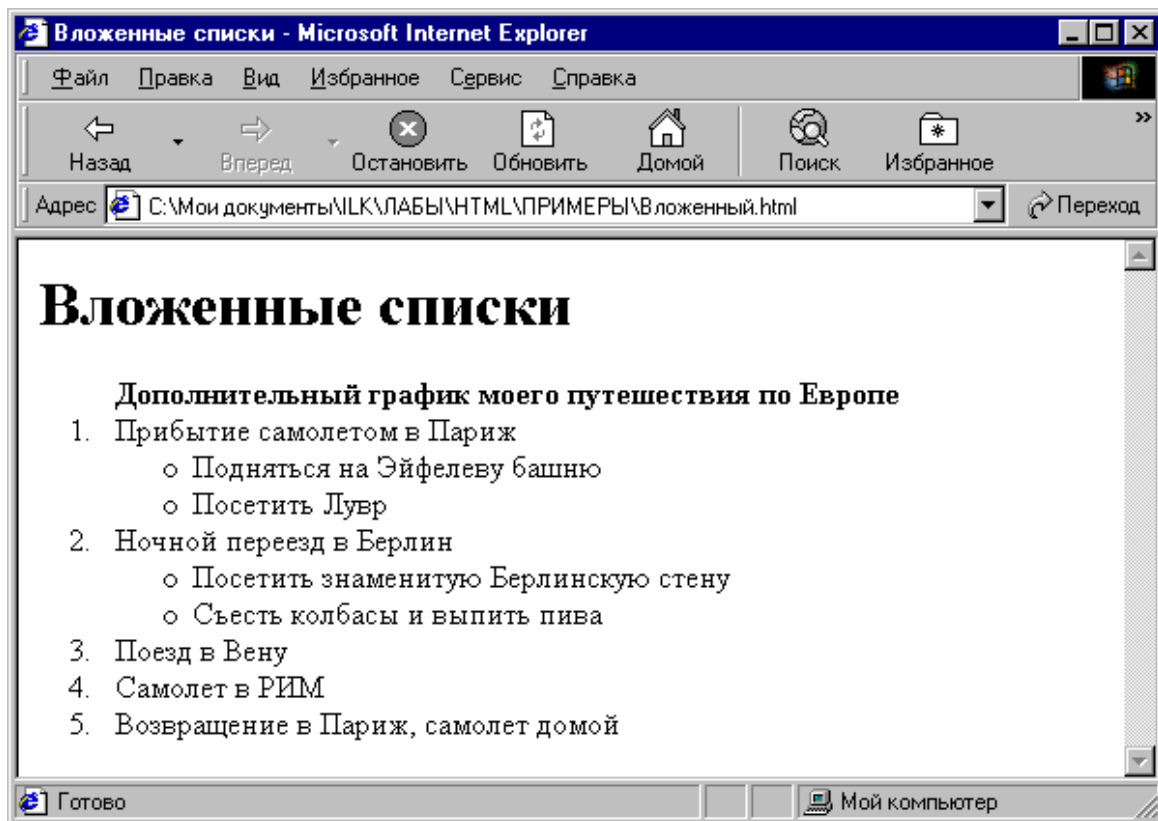 Вложенные списки - Microsoft Internet Explorer
Файл Правка Вид Избранное Сервис Справка
Назад Вперед Остановить Обновить Домой Поиск Избранное »
Адрес C:\Мои документы\ILK\ЛАБЫ\HTML\ПРИМЕРЫ\Вложенный.html Переход
Вложенные списки
Дополнительный график моего путешествия по Европе
1. Прибытие самолетом в Париж
o Подняться на Эйфелеву башню
o Посетить Лувр
2. Ночной переезд в Берлин
o Посетить знаменитую Берлинскую стену
o Съесть колбасы и выпить пива
3. Поезд в Вену
4. Самолет в РИМ
5. Возвращение в Париж, самолет домой
Готово Мой компьютер